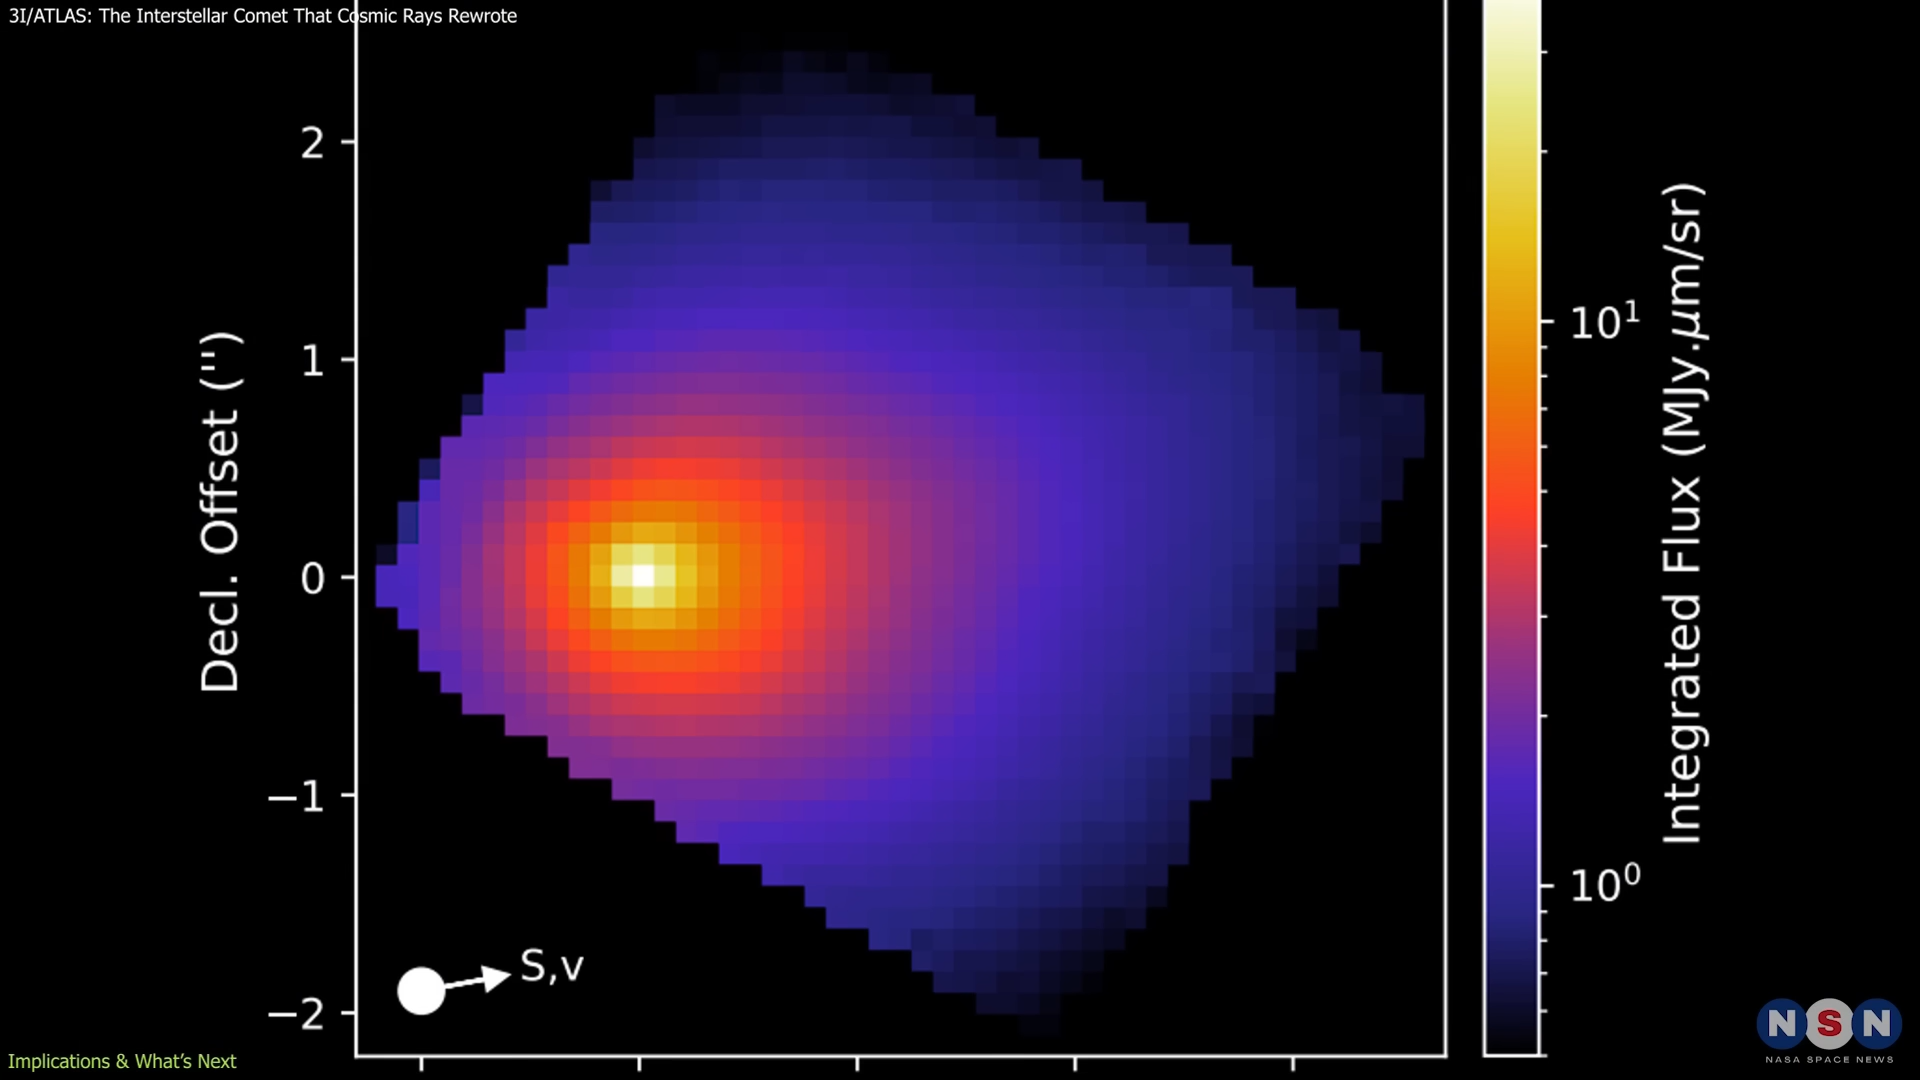 3I/ATLAS: The Interstellar Comet That Cosmic Rays Rewrote
2
1
0
−1
−2
Decl. Offset (")
S,v
10¹
10⁰
Integrated Flux (MJy.μm/sr)
Implications & What’s Next
NSN
NASA SPACE NEWS